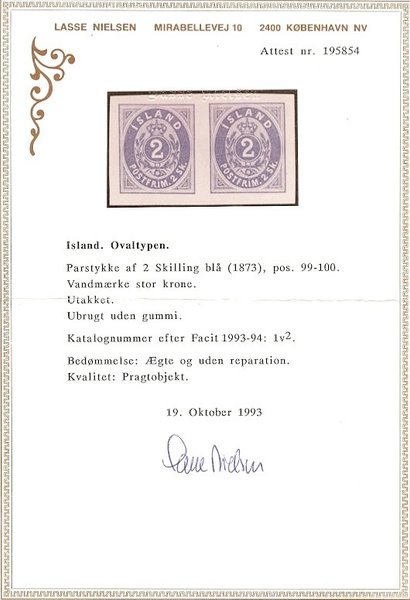 LASSE NIELSEN MIRABELLEVEJ 10 2400 KØBENHAVN NV
Attest nr. 195854
ISLAND ISLAND
2 2
POSTFRIM. 2 SK. POSTFRIM. 2 SK.
Island. Ovaltypen.
Parstykke af 2 Skilling blå (1873), pos. 99-100.
Vandmærke stor krone.
Utakket.
Ubrugt uden gummi.
Katalognummer efter Facit 1993-94: 1v2.
Bedømmelse: Ægte og uden reparation.
Kvalitet: Pragtobjekt.
19. Oktober 1993
Lasse Nielsen